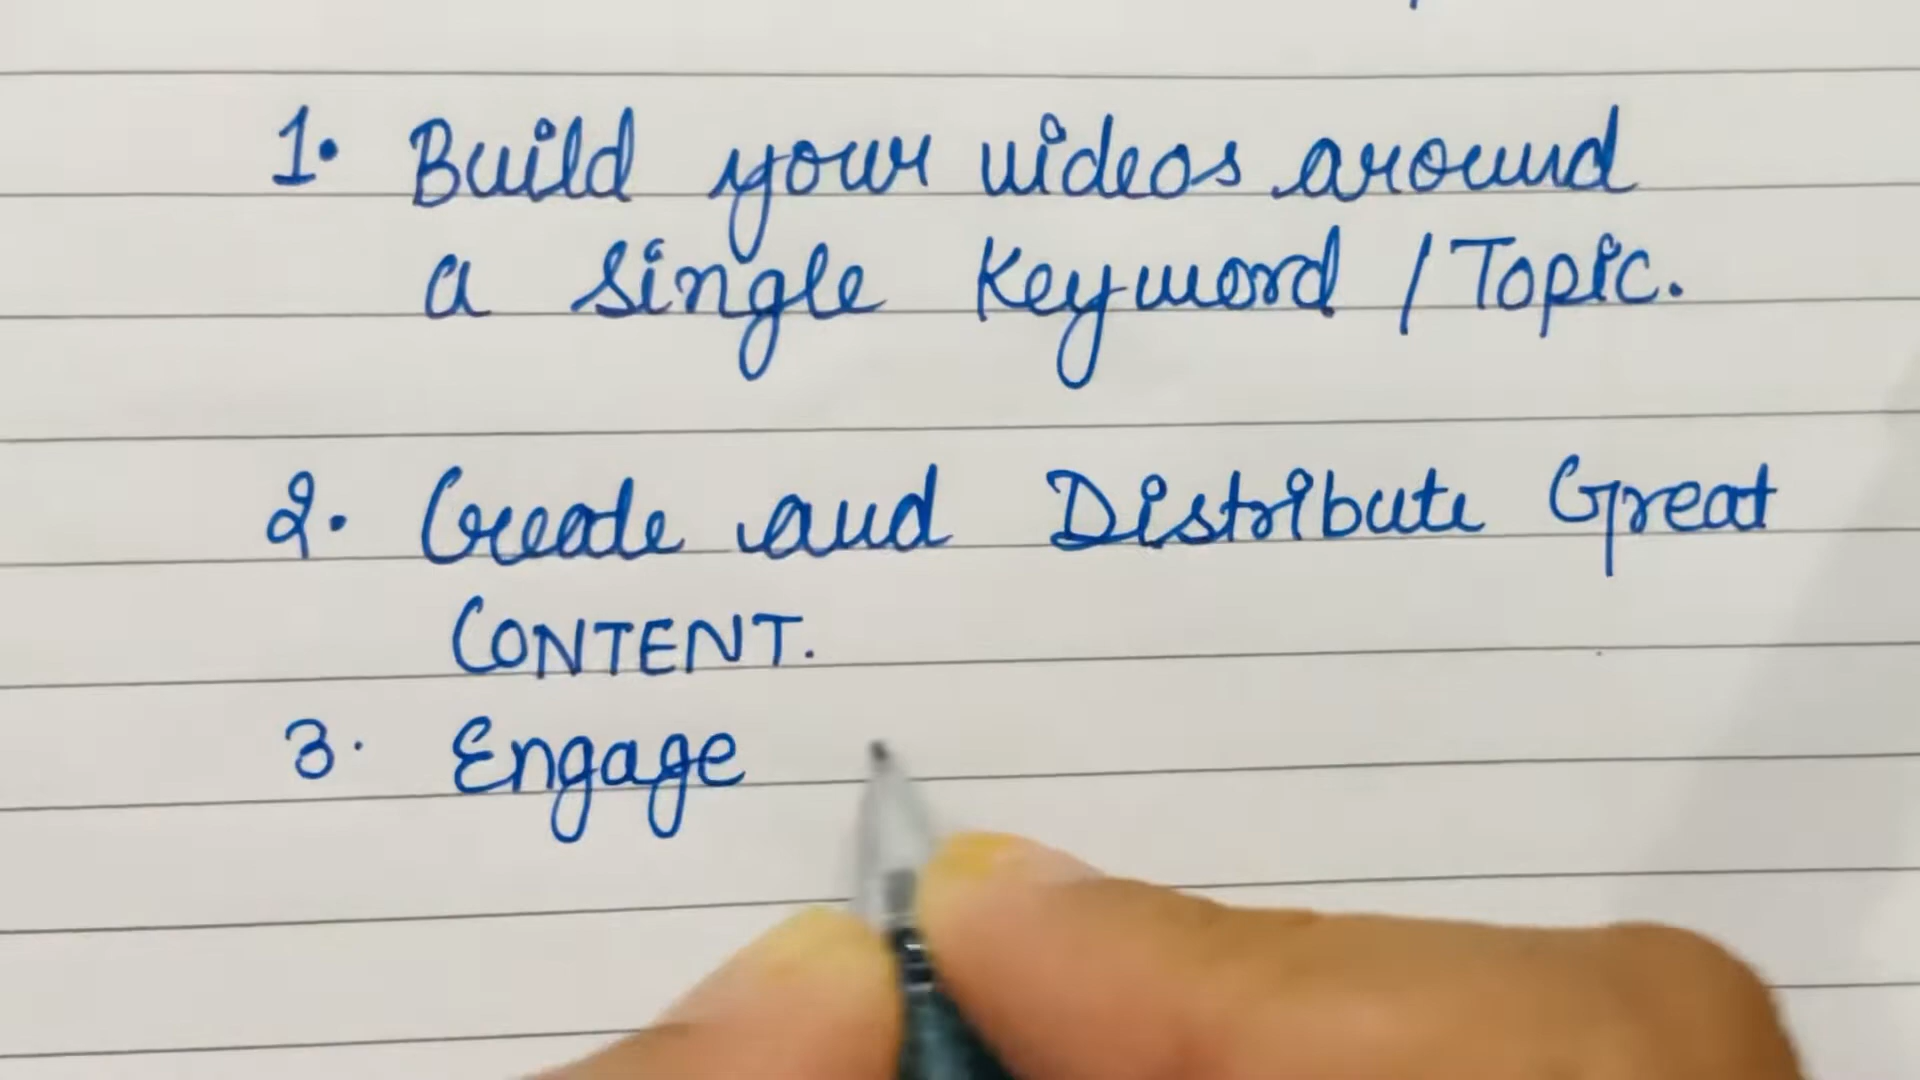 1. Build your videos around
a single Keyword / Topic.
2. Create and Distribute Great
CONTENT.
3. Engage